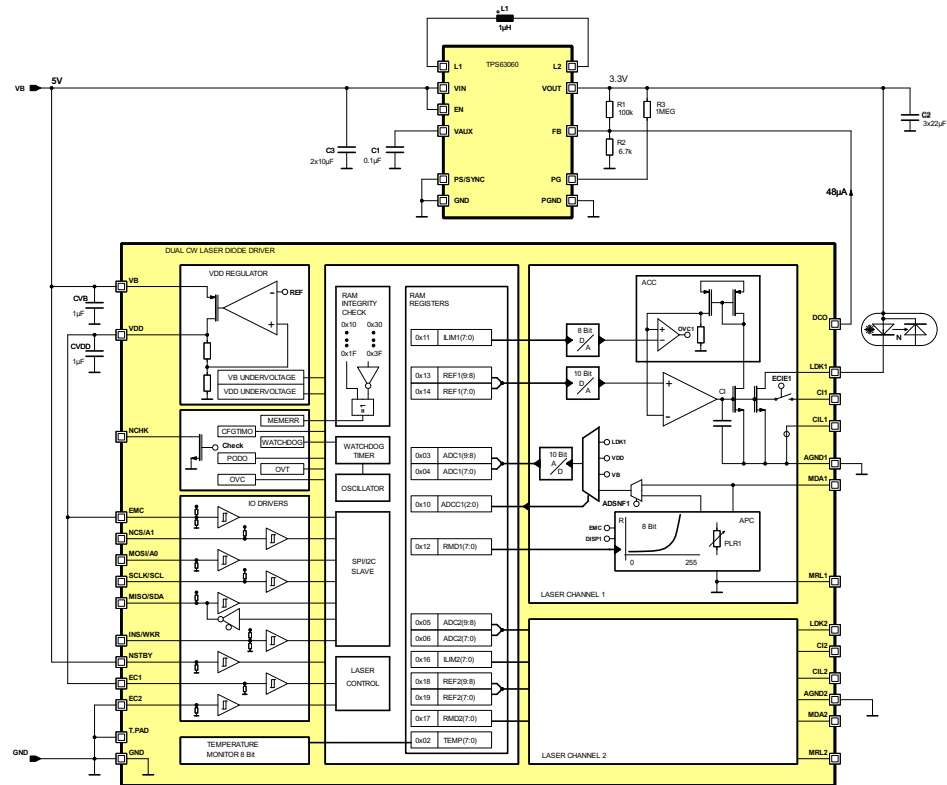 L1
1µH
TPS63060
L1
L2
VB
5V
VIN
VOUT
3.3V
EN
R1
100k
R3
1MEG
C2
3x22µF
VAUX
FB
C3
2x10µF
C1
0.1µF
R2
6.7k
PS/SYNC
PG
GND
PGND
48µA
DUAL CW LASER DIODE DRIVER
VB
CVB
1µF
VDD
CVDD
1µF
VDD REGULATOR
REF
VB UNDERVOLTAGE
VDD UNDERVOLTAGE
RAM
INTEGRITY
CHECK
0x10
0x30
0x1F
0x3F
=1
RAM
REGISTERS
0x11 ILIM1(7:0)
0x13 REF1(9:8)
0x14 REF1(7:0)
8 Bit
D
A
10 Bit
D
A
ACC
OVC1
CI
ECIE1
DCO
N
LDK1
CI1
CIL1
AGND1
MDA1
MRL1
NCHK
Check
MEMERR
CFGTIMO
WATCHDOG
PODO
OVT
OVC
WATCHDOG
TIMER
OSCILLATOR
0x03 ADC1(9:8)
0x04 ADC1(7:0)
0x10 ADCC1(2:0)
0x12 RMD1(7:0)
10 Bit
A
D
LDK1
VDD
VB
ADSNF1
EMC
DISP1
R
8 Bit
0
255
APC
PLR1
LASER CHANNEL 1
EMC
NCS/A1
MOSI/A0
SCLK/SCL
MISO/SDA
INS/WKR
NSTBY
EC1
EC2
T.PAD
GND
GND
IO DRIVERS
SPI/I2C
SLAVE
LASER
CONTROL
TEMPERATURE
MONITOR 8 Bit
0x05 ADC2(9:8)
0x06 ADC2(7:0)
0x16 ILIM2(7:0)
0x18 REF2(9:8)
0x19 REF2(7:0)
0x17 RMD2(7:0)
0x02 TEMP(7:0)
LASER CHANNEL 2
LDK2
CI2
CIL2
AGND2
MDA2
MRL2